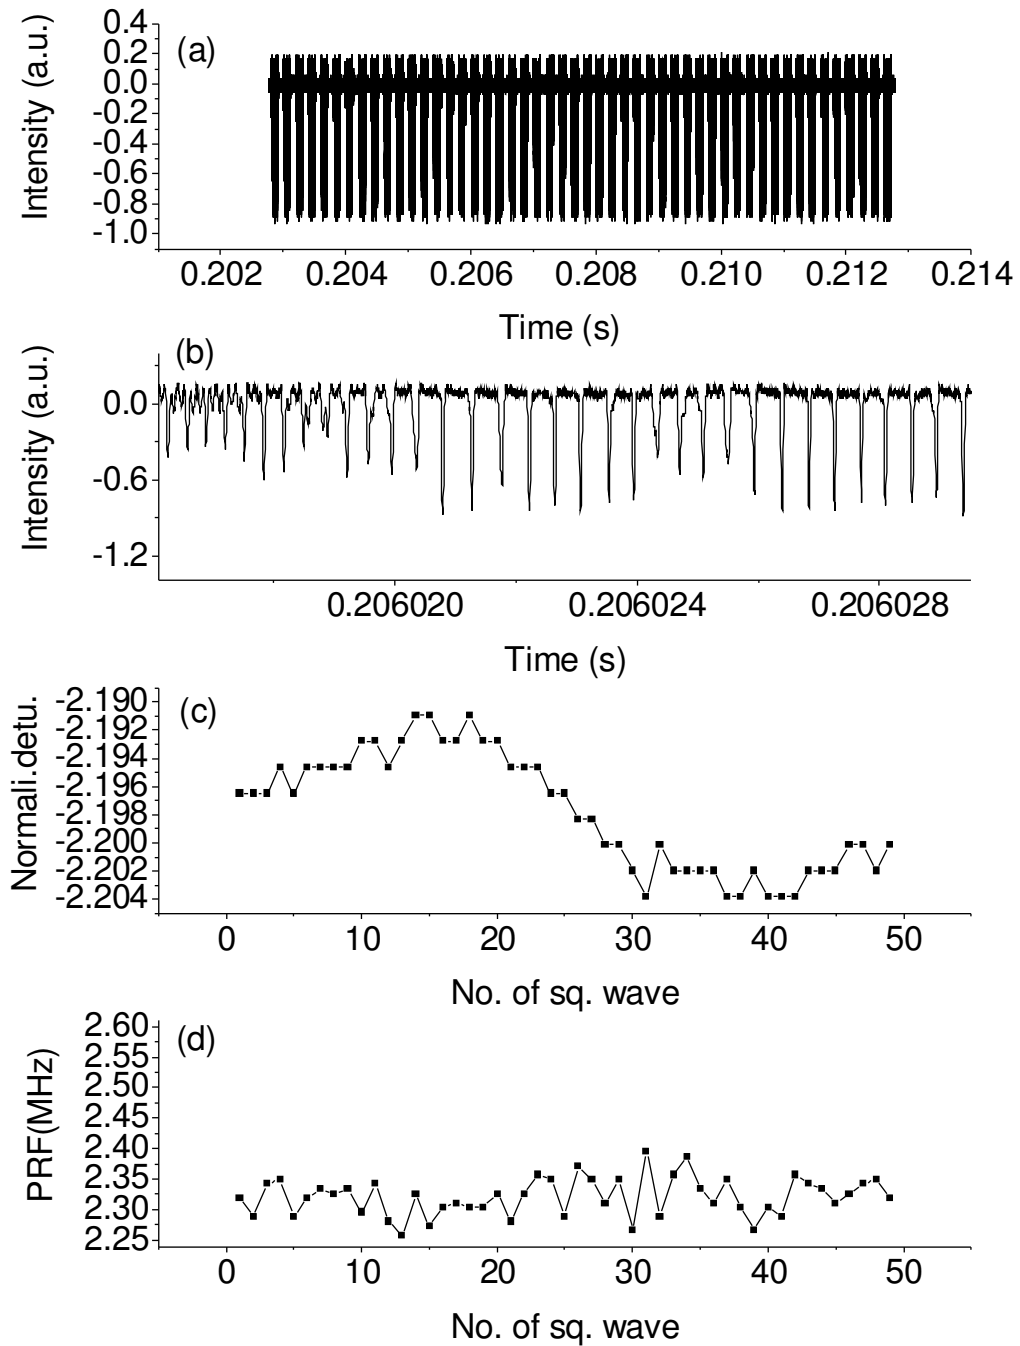 (a)
Intensity (a.u.)
0.4
0.2
0.0
-0.2
-0.4
-0.6
-0.8
-1.0
0.202 0.204 0.206 0.208 0.210 0.212 0.214
Time (s)
(b)
Intensity (a.u.)
0.0
-0.6
-1.2
0.206020 0.206024 0.206028
Time (s)
(c)
Normali.detu.
-2.190
-2.192
-2.194
-2.196
-2.198
-2.200
-2.202
-2.204
0 10 20 30 40 50
No. of sq. wave
(d)
PRF(MHz)
2.60
2.55
2.50
2.45
2.40
2.35
2.30
2.25
0 10 20 30 40 50
No. of sq. wave